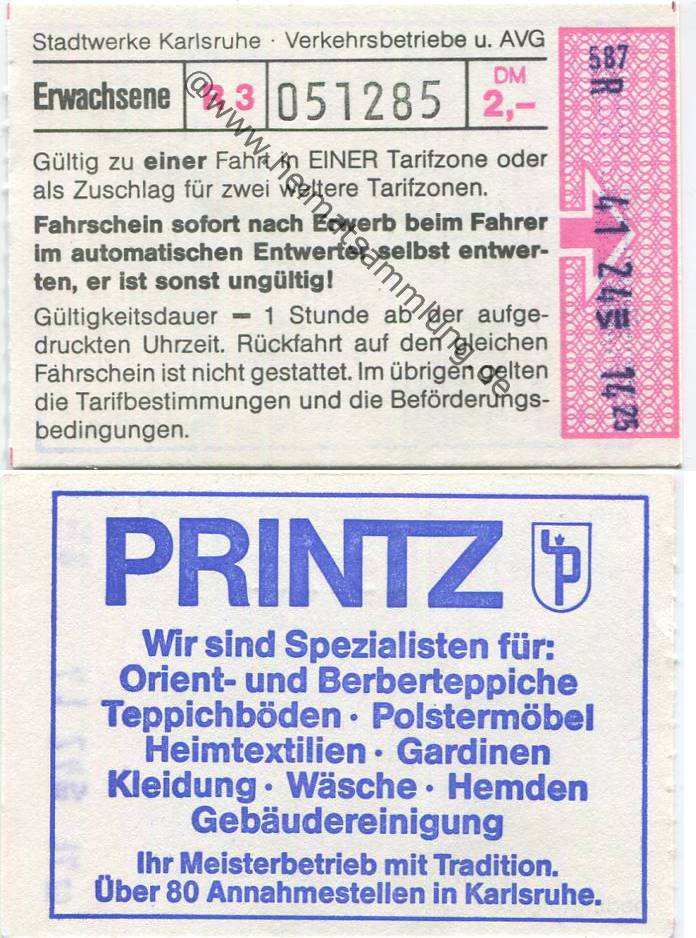 Stadtwerke Karlsruhe · Verkehrsbetriebe u. AVG
Erwachsene 3 051285 DM 2,-
Gültig zu einer Fahrt in EINER Tarifzone oder
als Zuschlag für zwei weitere Tarifzonen.
Fahrschein sofort nach Erwerb beim Fahrer
im automatischen Entwerter selbst entwer-
ten, er ist sonst ungültig!
Gültigkeitsdauer = 1 Stunde ab der aufge-
druckten Uhrzeit. Rückfahrt auf den gleichen
Fahrschein ist nicht gestattet. Im übrigen gelten
die Tarifbestimmungen und die Beförderungs-
bedingungen.
587 R 41 14 25
@www.heimatsammlung.de
PRINTZ
Wir sind Spezialisten für:
Orient- und Berberteppiche
Teppichböden · Polstermöbel
Heimtextilien · Gardinen
Kleidung · Wäsche · Hemden
Gebäudereinigung
Ihr Meisterbetrieb mit Tradition.
Über 80 Annahmestellen in Karlsruhe.